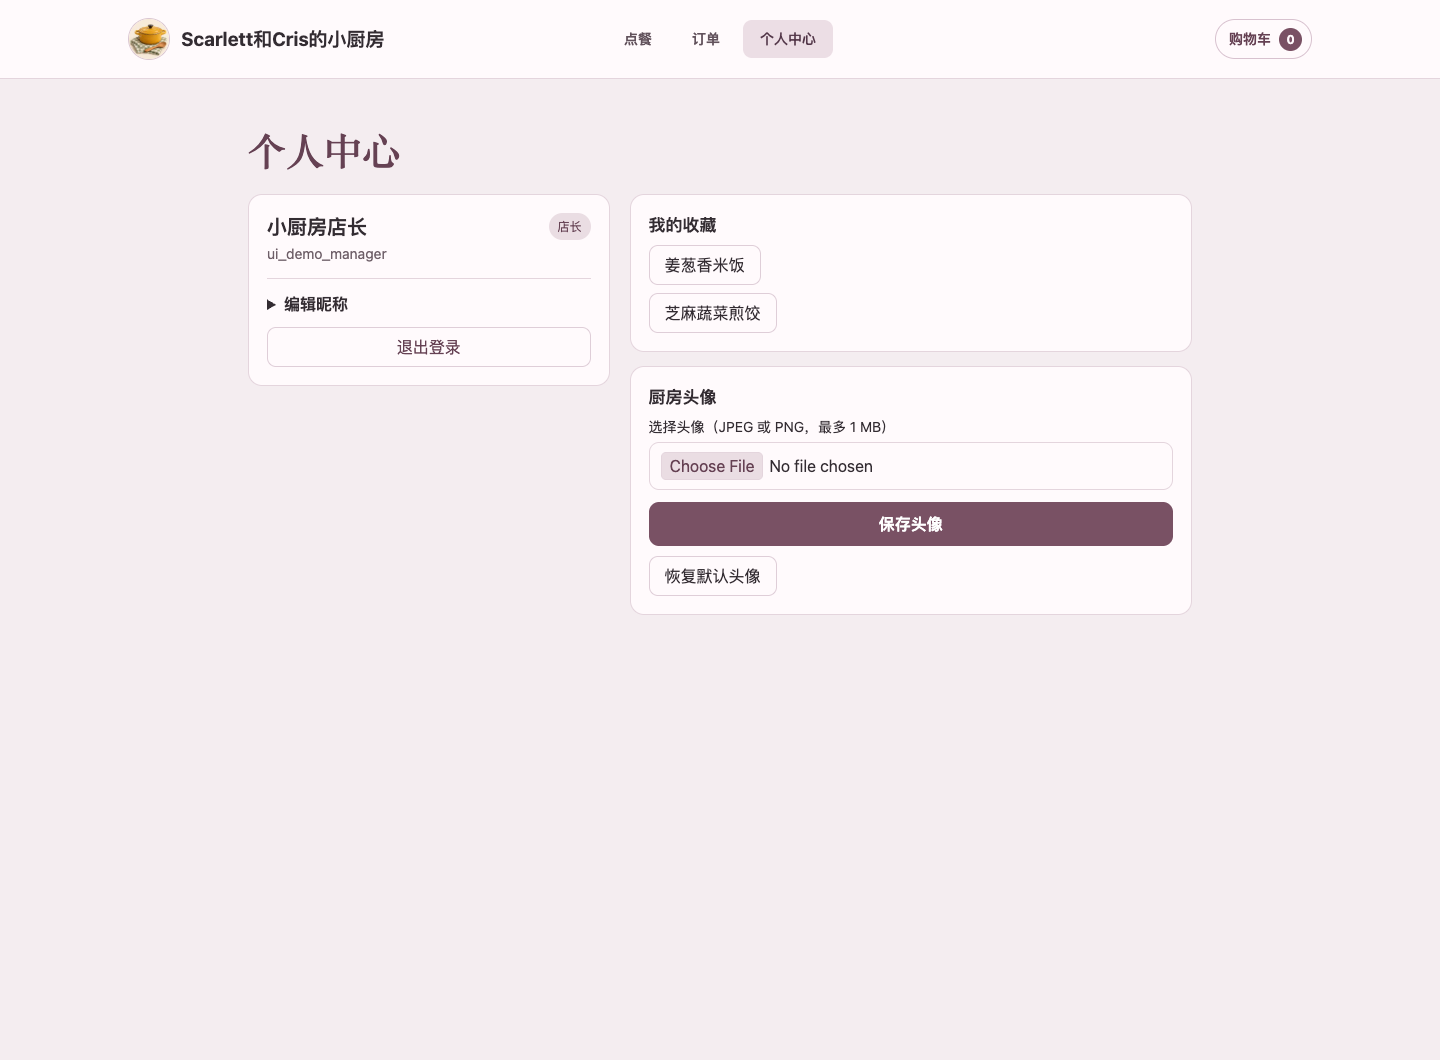 Scarlett和Cris的小厨房
点餐
订单
个人中心
购物车 0
个人中心
小厨房店长
店长
ui_demo_manager
编辑昵称
退出登录
我的收藏
姜葱香米饭
芝麻蔬菜煎饺
厨房头像
选择头像（JPEG 或 PNG，最多 1 MB）
Choose File No file chosen
保存头像
恢复默认头像